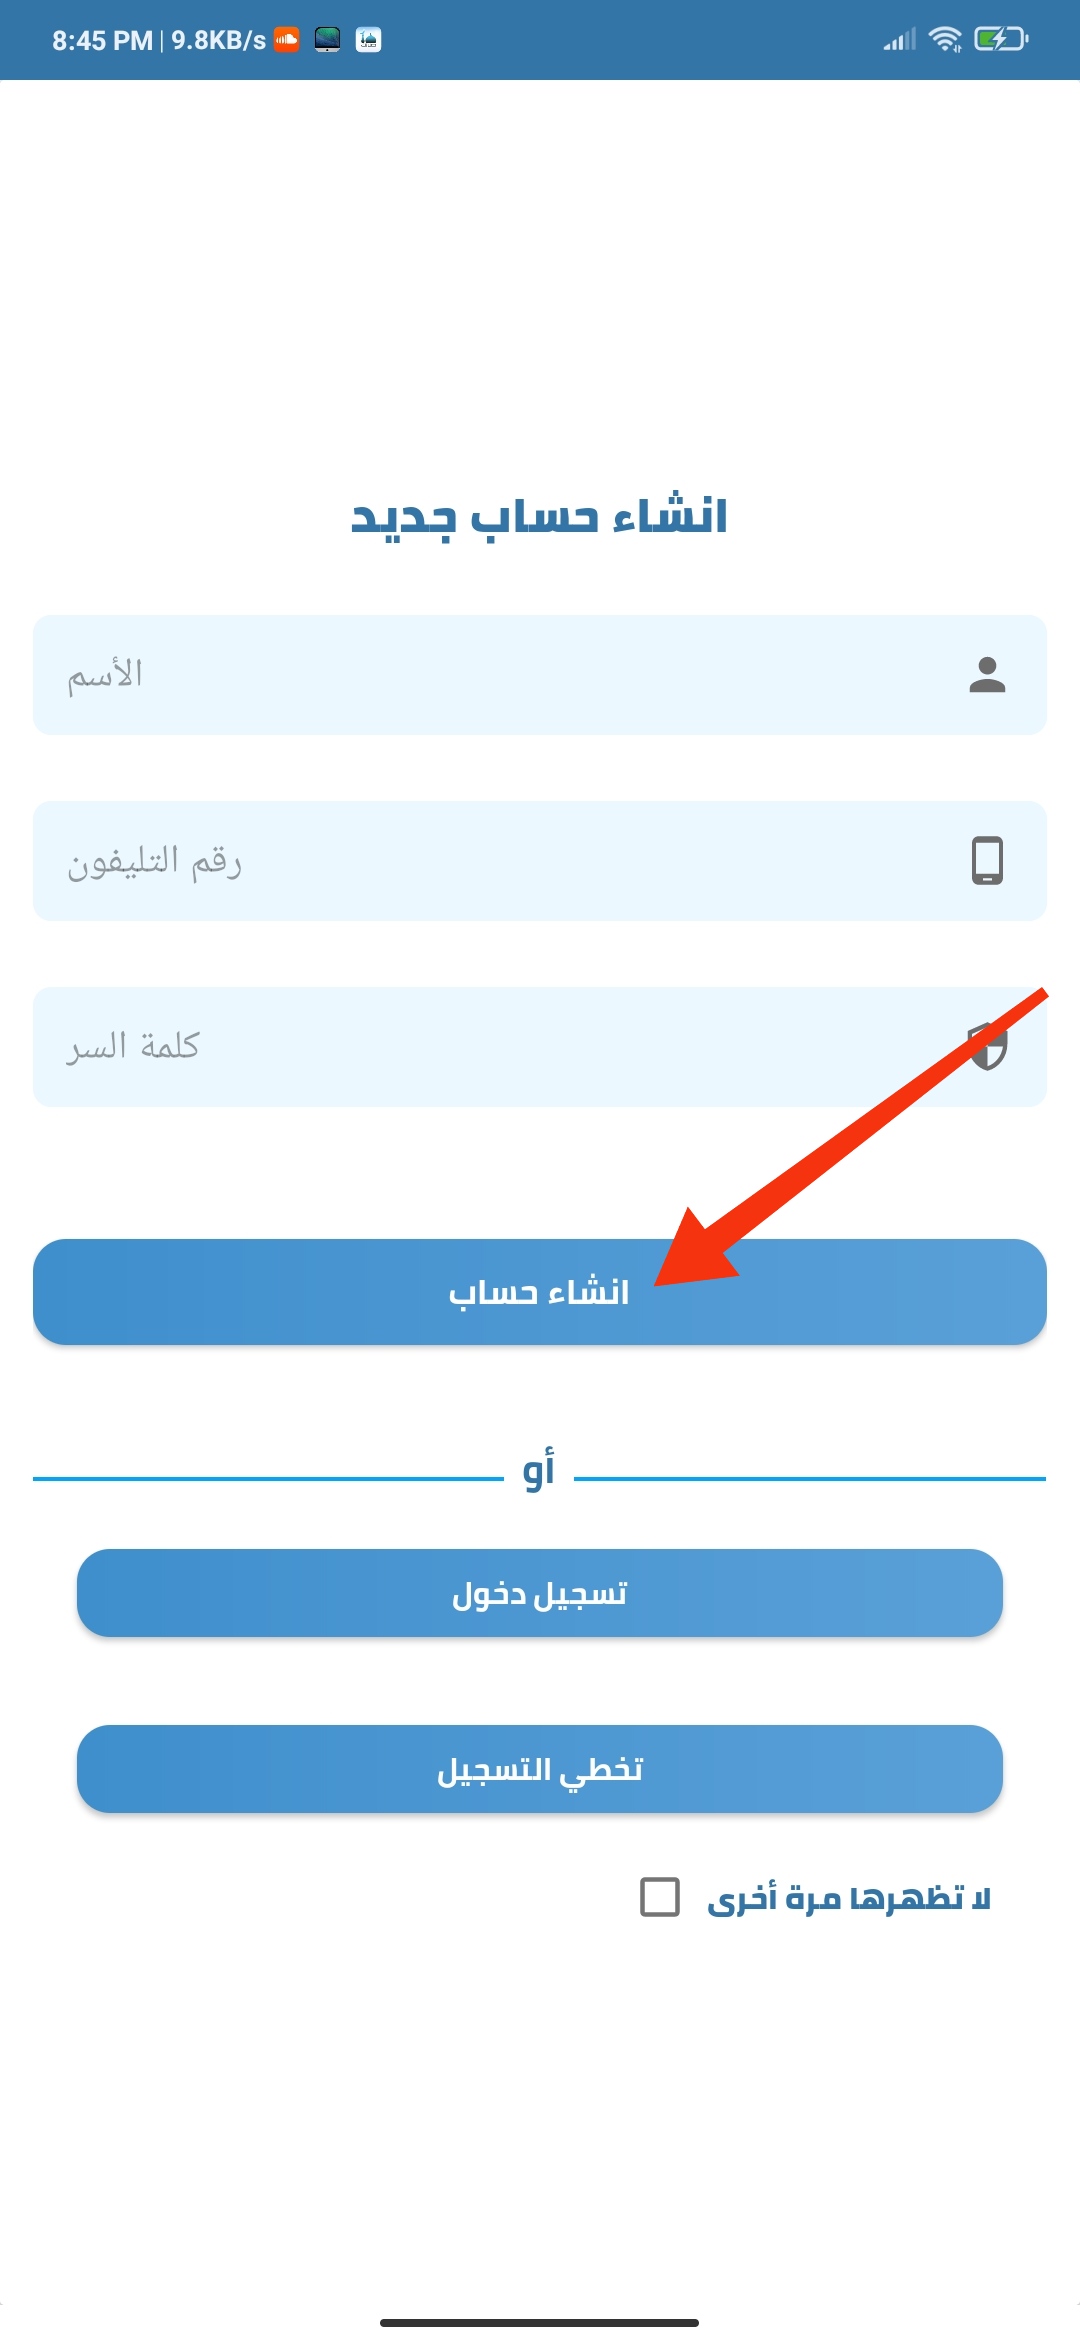 8:45 PM | 9.8KB/s
انشاء حساب جديد
الأسم
رقم التليفون
كلمة السر
انشاء حساب
أو
تسجيل دخول
تخطي التسجيل
لا تظهرها مرة أخرى